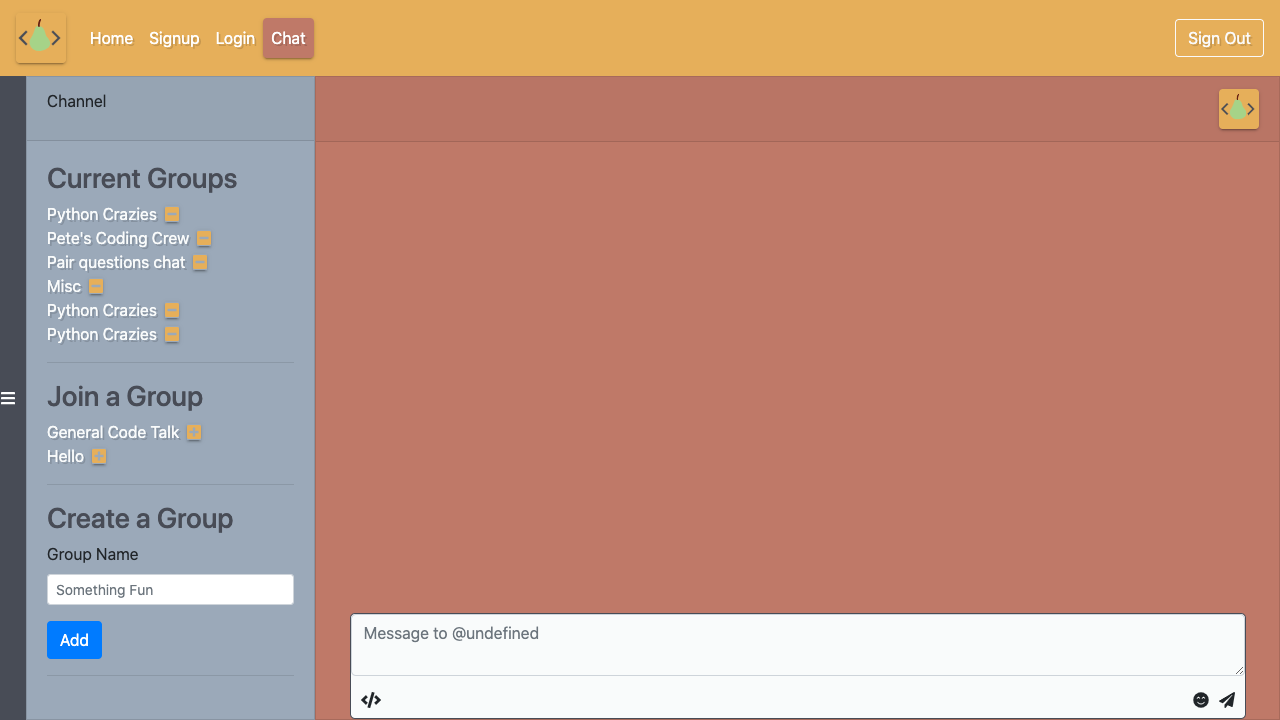 Home Signup Login Chat Sign Out
Channel
Current Groups
Python Crazies
Pete's Coding Crew
Pair questions chat
Misc
Python Crazies
Python Crazies
Join a Group
General Code Talk
Hello
Create a Group
Group Name
Something Fun
Add
Message to @undefined